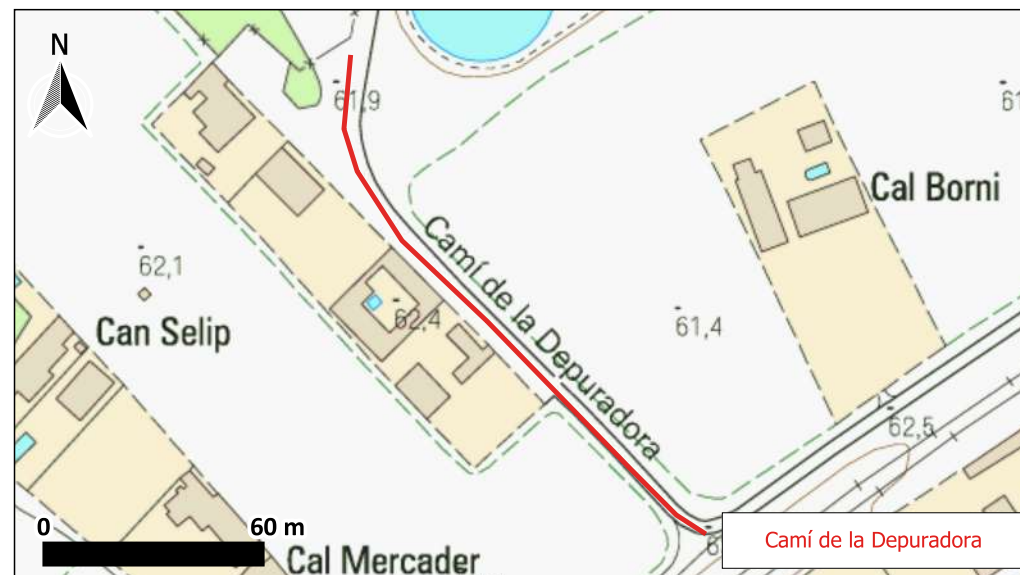 N
61,9
Cal Borni
62,1
Camí de la Depuradora
62,4
61,4
Can Selip
62,5
0 60 m
Cal Mercader
Camí de la Depuradora